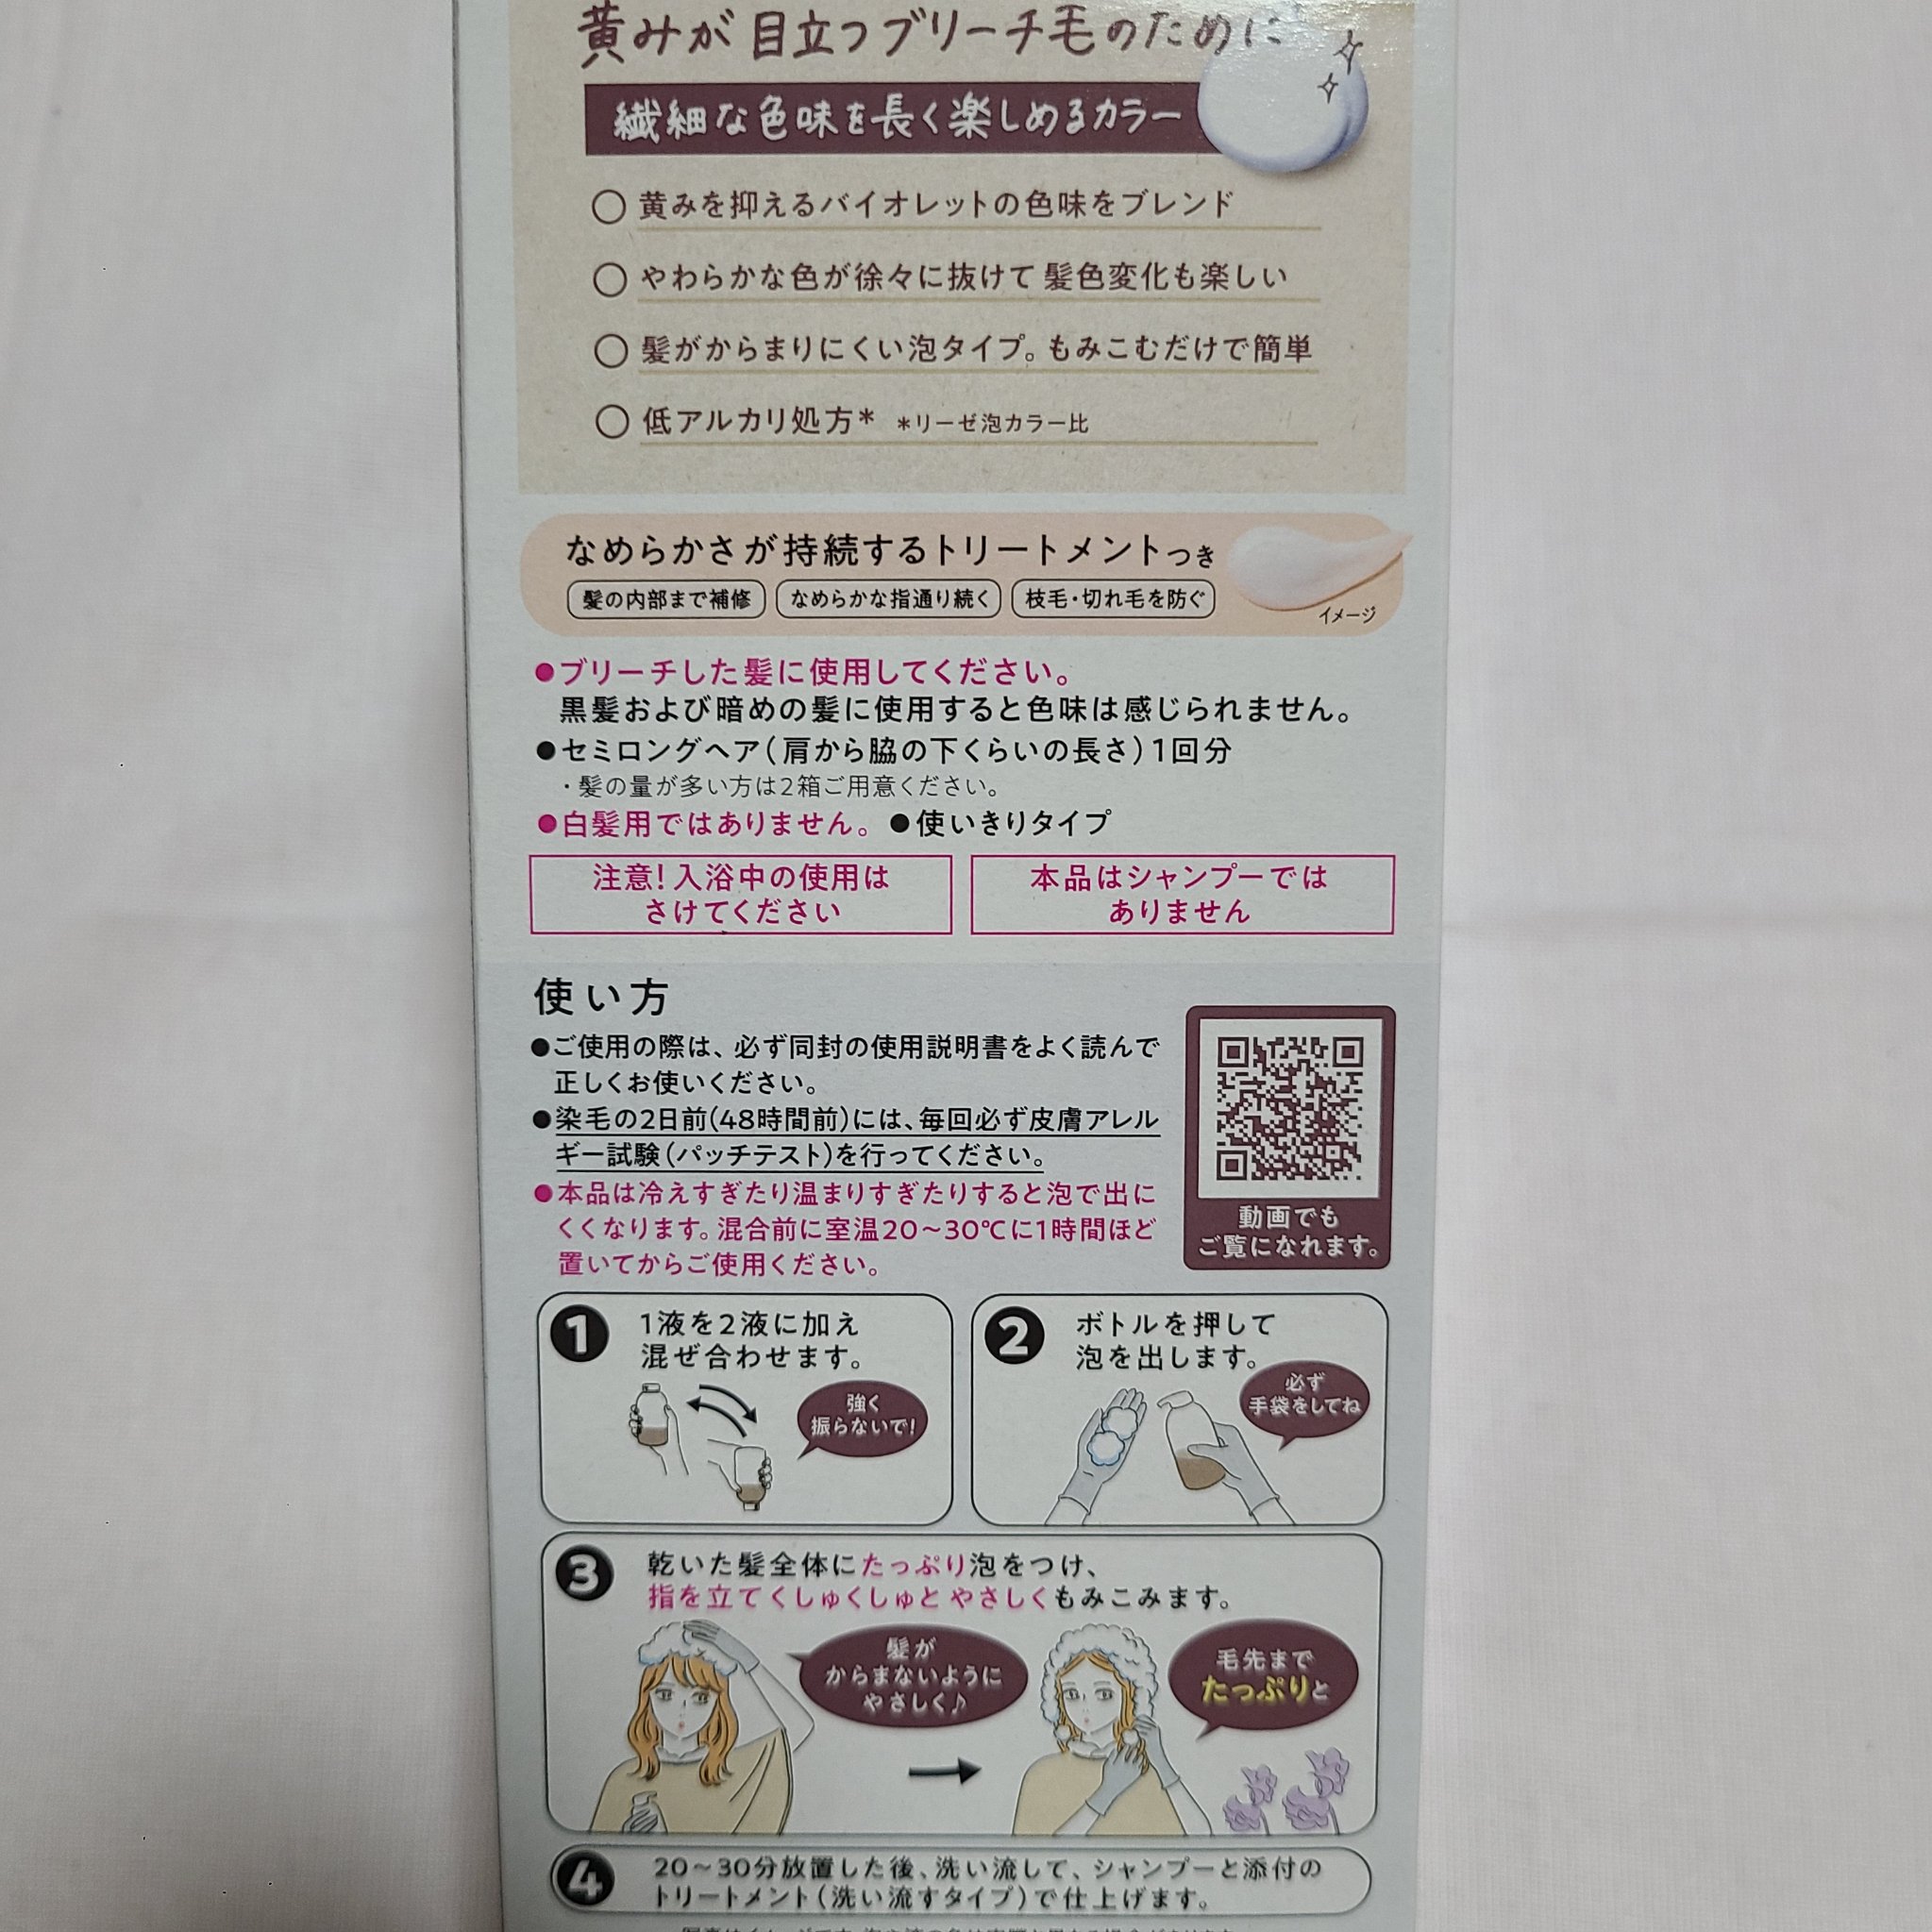 黄みが目立つブリーチ毛のために
繊細な色味を長く楽しめるカラー
○ 黄みを抑えるバイオレットの色味をブレンド
○ やわらかな色が徐々に抜けて 髪色変化も楽しい
○ 髪がからまりにくい泡タイプ。もみこむだけで簡単
○ 低アルカリ処方* *リーゼ泡カラー比
なめらかさが持続するトリートメントつき
髪の内部まで補修 なめらかな指通り続く 枝毛・切れ毛を防ぐ
イメージ
●ブリーチした髪に使用してください。
黒髪および暗めの髪に使用すると色味は感じられません。
●セミロングヘア(肩から脇の下くらいの長さ)1回分
・髪の量が多い方は2箱ご用意ください。
●白髪用ではありません。 ●使いきりタイプ
注意!入浴中の使用は
さけてください
本品はシャンプーでは
ありません
使い方
●ご使用の際は、必ず同封の使用説明書をよく読んで
正しくお使いください。
●染毛の2日前(48時間前)には、毎回必ず皮膚アレル
ギー試験(パッチテスト)を行ってください。
●本品は冷えすぎたり温まりすぎたりすると泡で出に
くくなります。混合前に室温20〜30℃に1時間ほど
置いてからご使用ください。
動画でも
ご覧になれます。
1 1液を2液に加え
混ぜ合わせます。
強く
振らないで!
2 ボトルを押して
泡を出します。
必ず
手袋をしてね
3 乾いた髪全体にたっぷり泡をつけ、
指を立てくしゅくしゅとやさしくもみこみます。
髪が
からまないように
やさしく♪
毛先まで
たっぷりと
4 20〜30分放置した後、洗い流して、シャンプーと添付の
トリートメント(洗い流すタイプ)で仕上げます。